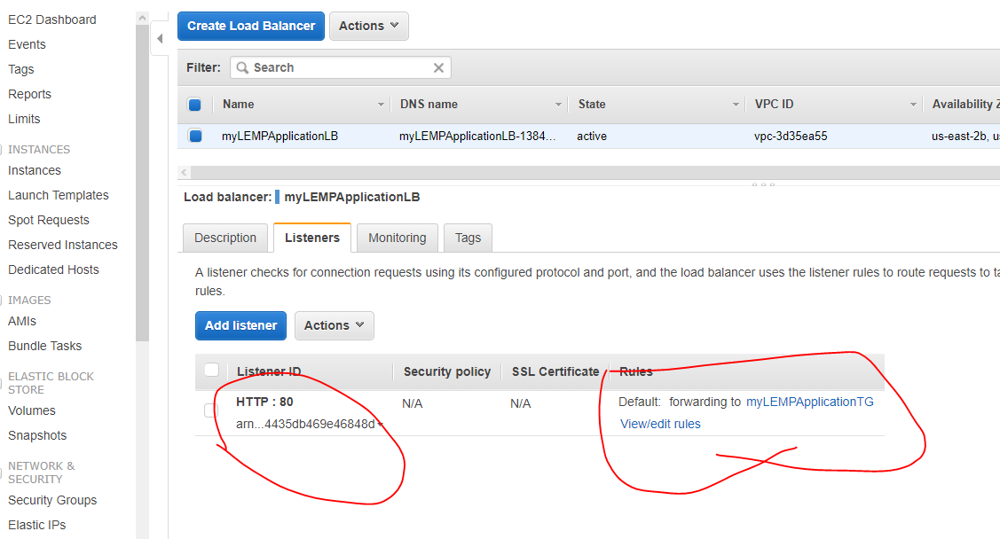 EC2 Dashboard
Events
Tags
Reports
Limits
INSTANCES
Instances
Launch Templates
Spot Requests
Reserved Instances
Dedicated Hosts
IMAGES
AMIs
Bundle Tasks
ELASTIC BLOCK
STORE
Volumes
Snapshots
NETWORK &
SECURITY
Security Groups
Elastic IPs
Create Load Balancer Actions
Filter: Search
Name DNS name State VPC ID Availability Z
myLEMPApplicationLB myLEMPApplicationLB-1384... active vpc-3d35ea55 us-east-2b, us
Load balancer: myLEMPApplicationLB
Description Listeners Monitoring Tags
A listener checks for connection requests using its configured protocol and port, and the load balancer uses the listener rules to route requests to ta
rules.
Add listener Actions
Listener ID Security policy SSL Certificate Rules
HTTP : 80 N/A N/A Default: forwarding to myLEMPApplicationTG
arn...4435db469e46848d View/edit rules